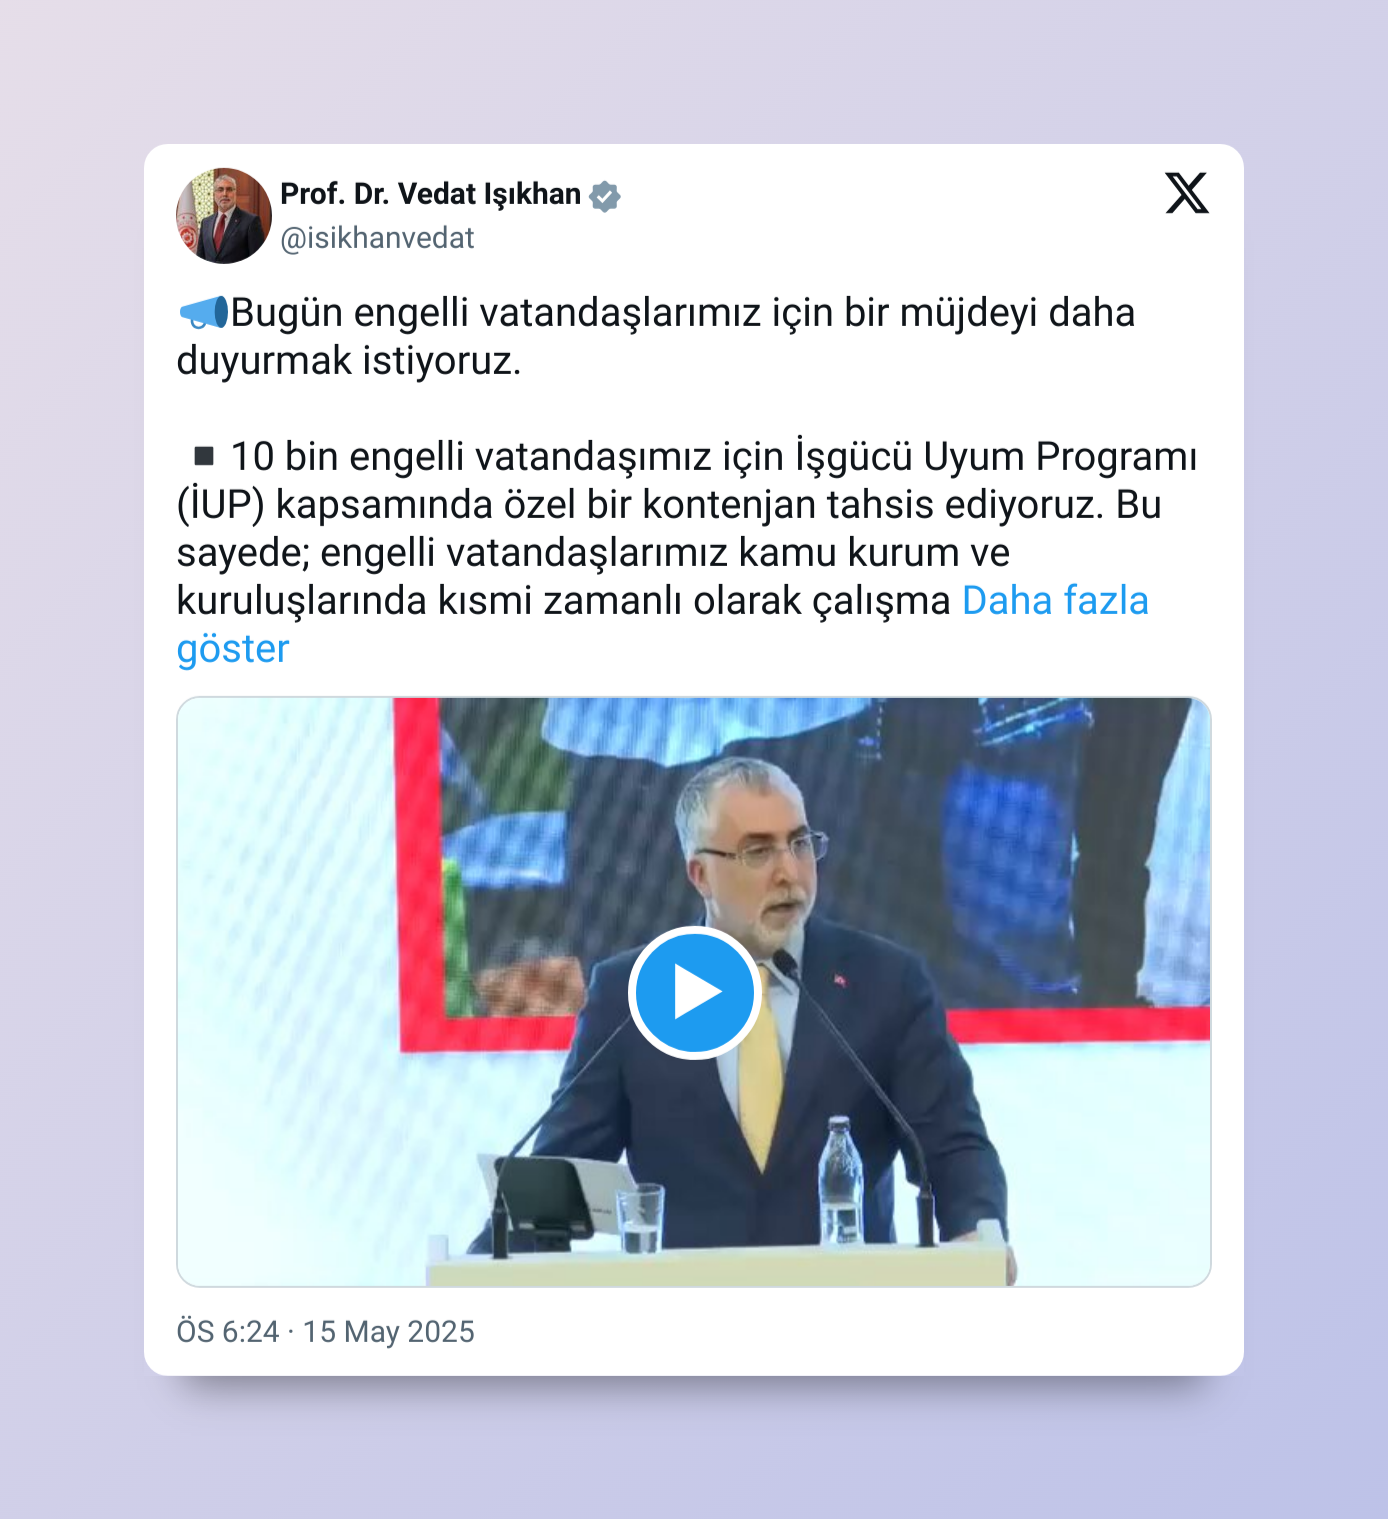 Prof. Dr. Vedat Işıkhan
@isikhanvedat
📢Bugün engelli vatandaşlarımız için bir müjdeyi daha
duyurmak istiyoruz.
▪️10 bin engelli vatandaşımız için İşgücü Uyum Programı
(İUP) kapsamında özel bir kontenjan tahsis ediyoruz. Bu
sayede; engelli vatandaşlarımız kamu kurum ve
kuruluşlarında kısmi zamanlı olarak çalışma Daha fazla
göster
ÖS 6:24 · 15 May 2025